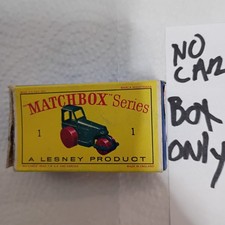 "MATCHBOX" Series
1 1
A LESNEY PRODUCT
NO
CAR
BOX
ONLY